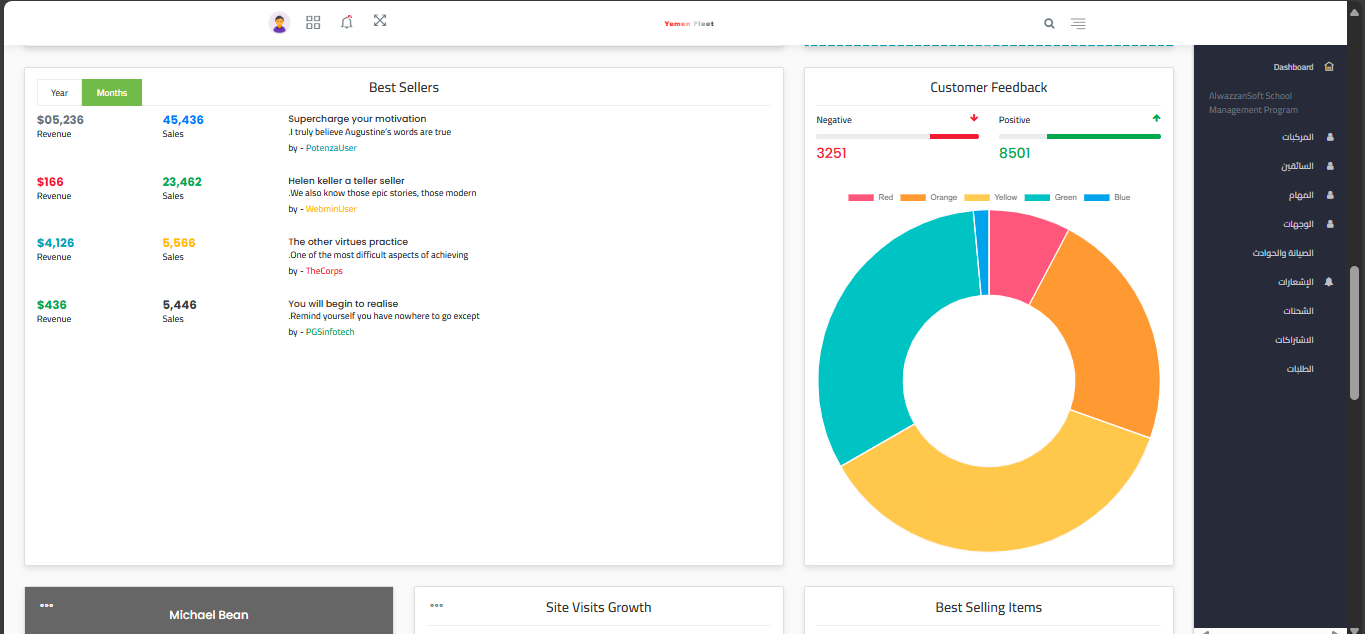 Yemen Fleet
Dashboard
AlwazzanSoft School
Management Program
المركبات
السائقين
المهام
الوجهات
الصيانة والحوادث
الإشعارات
الشحنات
الاشتراكات
الطلبات
Best Sellers
Year
Months
$05,236
Revenue
45,436
Sales
Supercharge your motivation
.I truly believe Augustine's words are true
by - PotenzaUser
$166
Revenue
23,462
Sales
Helen keller a teller seller
.We also know those epic stories, those modern
by - WebminUser
$4,126
Revenue
5,566
Sales
The other virtues practice
.One of the most difficult aspects of achieving
by - TheCorps
$436
Revenue
5,446
Sales
You will begin to realise
.Remind yourself you have nowhere to go except
by - PGSinfotech
Customer Feedback
Negative
3251
Positive
8501
Red
Orange
Yellow
Green
Blue
Michael Bean
Site Visits Growth
Best Selling Items